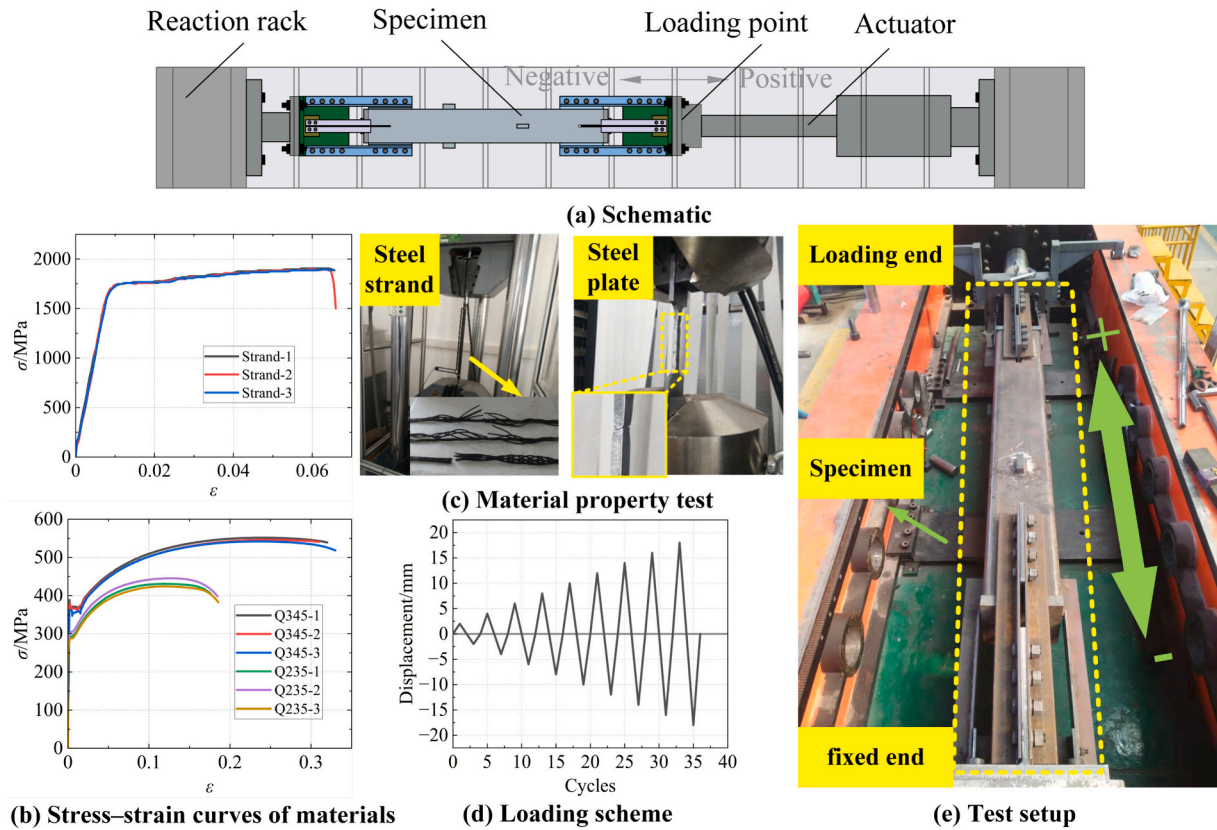 Reaction rack
Specimen
Loading point
Actuator
Negative
Positive
(a) Schematic
2000
1500
1000
500
0
0.00
0.02
0.04
0.06
σ/MPa
ε
Strand-1
Strand-2
Strand-3
Steel
strand
Steel
plate
(c) Material property test
600
500
400
300
200
100
0
0
0.1
0.2
0.3
σ/MPa
ε
Q345-1
Q345-2
Q345-3
Q235-1
Q235-2
Q235-3
(b) Stress–strain curves of materials
20
15
10
5
0
−5
−10
−15
−20
0
5
10
15
20
25
30
35
40
Displacement/mm
Cycles
(d) Loading scheme
Loading end
+
Specimen
−
fixed end
(e) Test setup